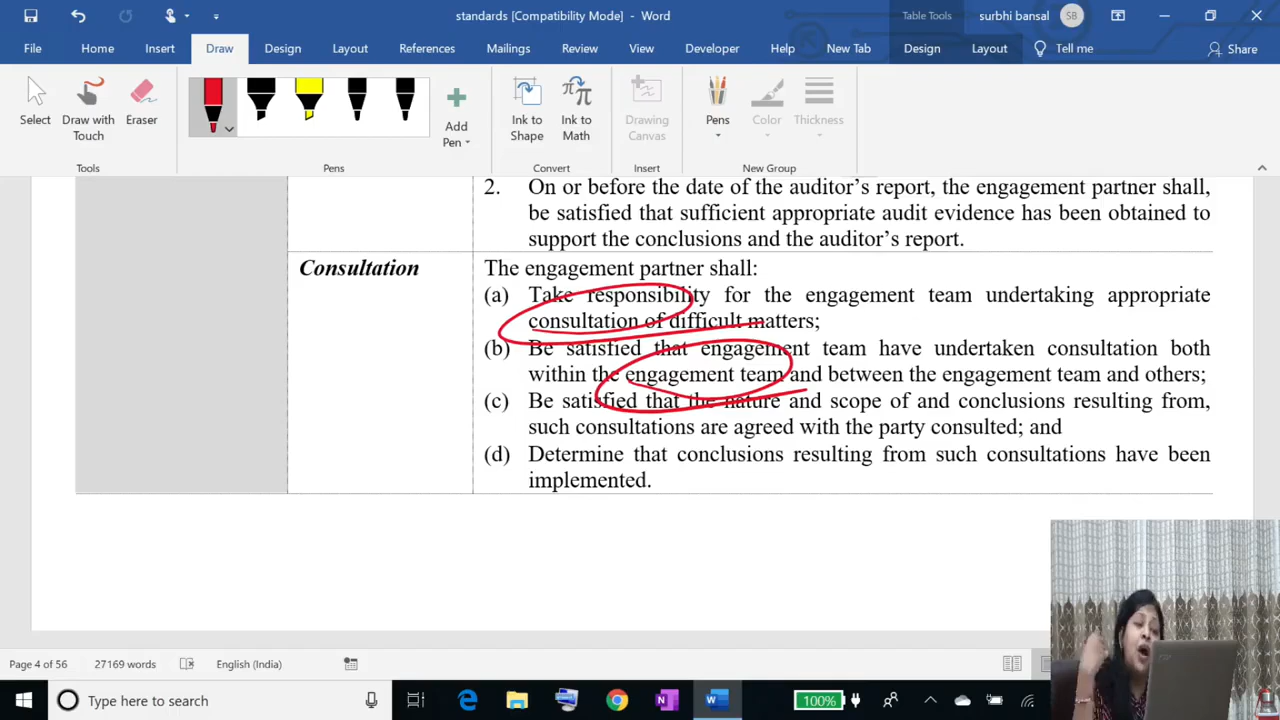 standards [Compatibility Mode] - Word
Table Tools
surbhi bansal
SB
File
Home
Insert
Draw
Design
Layout
References
Mailings
Review
View
Developer
Help
New Tab
Design
Layout
Tell me
Share
Select
Draw with
Touch
Eraser
Add
Pen
Ink to
Shape
Ink to
Math
Drawing
Canvas
Pens
Color
Thickness
Tools
Pens
Convert
Insert
New Group
2. On or before the date of the auditor's report, the engagement partner shall,
be satisfied that sufficient appropriate audit evidence has been obtained to
support the conclusions and the auditor's report.
Consultation
The engagement partner shall:
(a) Take responsibility for the engagement team undertaking appropriate
consultation of difficult matters;
(b) Be satisfied that engagement team have undertaken consultation both
within the engagement team and between the engagement team and others;
(c) Be satisfied that the nature and scope of and conclusions resulting from,
such consultations are agreed with the party consulted; and
(d) Determine that conclusions resulting from such consultations have been
implemented.
Page 4 of 56
27169 words
English (India)
Type here to search
100%